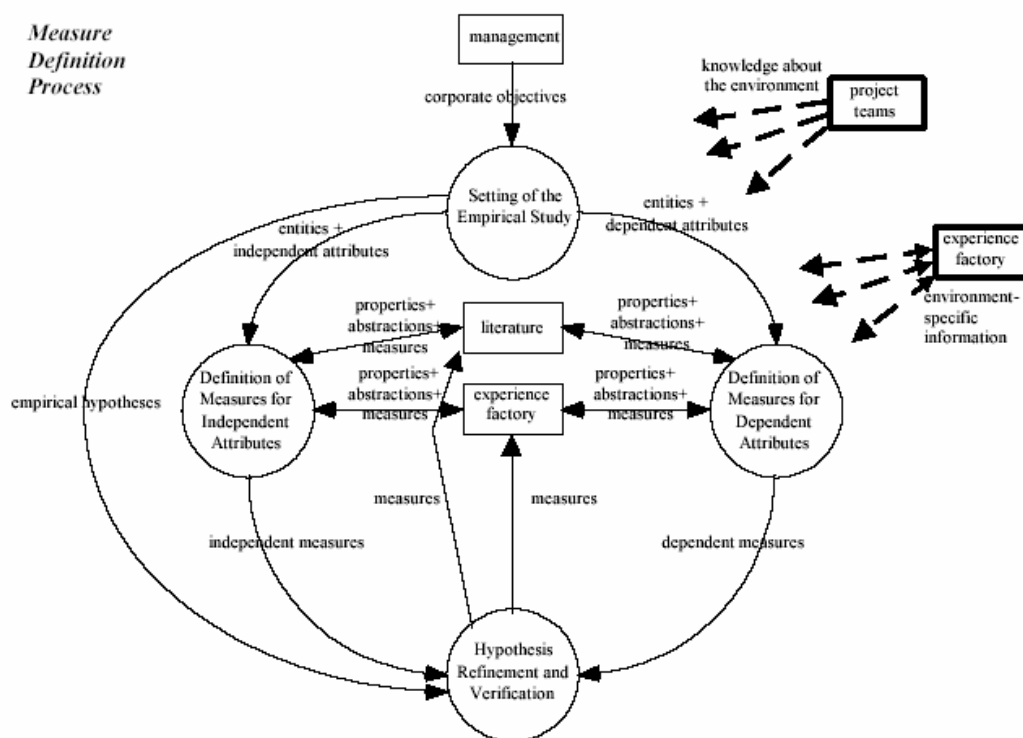 Measure
Definition
Process
management
corporate objectives
knowledge about
the environment
project
teams
Setting of the
Empirical Study
entities +
independent attributes
entities +
dependent attributes
experience
factory
environment-
specific
information
properties+
abstractions+
measures
literature
properties+
abstractions+
measures
empirical hypotheses
Definition of
Measures for
Independent
Attributes
properties+
abstractions+
measures
experience
factory
properties+
abstractions+
measures
Definition of
Measures for
Dependent
Attributes
measures
measures
independent measures
dependent measures
Hypothesis
Refinement and
Verification